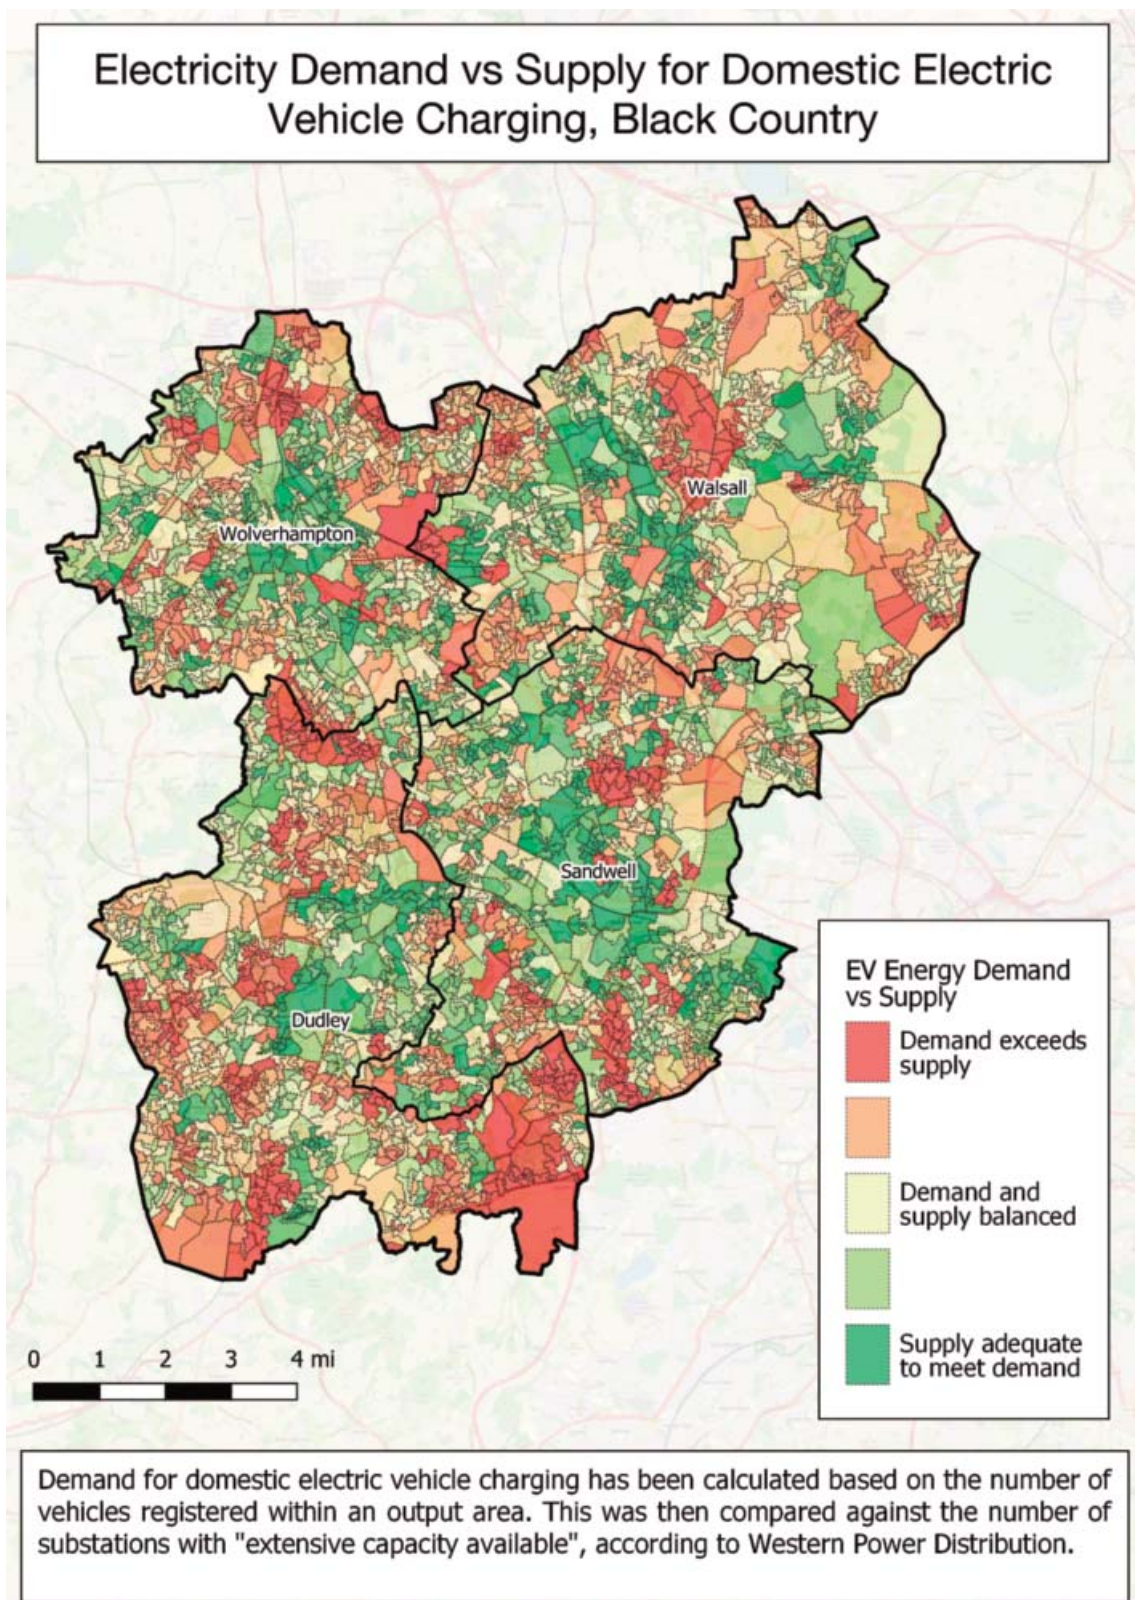 Electricity Demand vs Supply for Domestic Electric
Vehicle Charging, Black Country
Walsall
Wolverhampton
Sandwell
Dudley
EV Energy Demand
vs Supply
Demand exceeds
supply
Demand and
supply balanced
Supply adequate
to meet demand
0 1 2 3 4 mi
Demand for domestic electric vehicle charging has been calculated based on the number of
vehicles registered within an output area. This was then compared against the number of
substations with "extensive capacity available", according to Western Power Distribution.